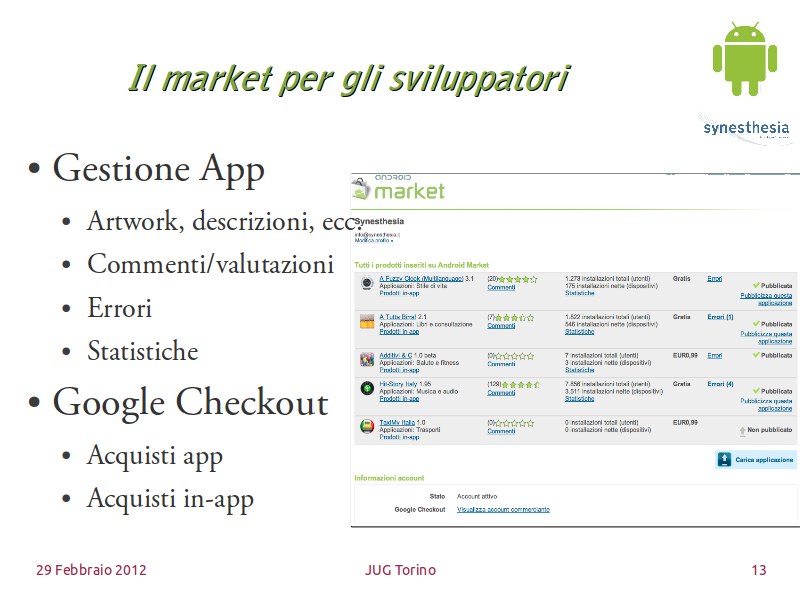 Il market per gli sviluppatori
synesthesia
• Gestione App
• Artwork, descrizioni, ecc.
• Commenti/valutazioni
• Errori
• Statistiche
• Google Checkout
• Acquisti app
• Acquisti in-app
ANDROID
market
Synesthesia
info@synesthesia.it
Modifica profilo »
Tutti i prodotti inseriti su Android Market
A Fuzzy Clock (Multilanguage) 3.1 (20) 1.273 installazioni totali (utenti) Gratis Errori
Applicazioni: Stile di vita Commenti 175 installazioni nette (dispositivi) Pubblicata
Prodotti in-app Statistiche Pubblicizza questa
applicazione
A Tutta Birra! 2.1 (7) 1.822 installazioni totali (utenti) Gratis Errori (1)
Applicazioni: Libri e consultazione Commenti 546 installazioni nette (dispositivi) Pubblicata
Prodotti in-app Statistiche Pubblicizza questa
applicazione
Additivi & C 1.0 beta (0) 7 installazioni totali (utenti) EUR0,99 Errori Pubblicata
Applicazioni: Salute e fitness Commenti 3 installazioni nette (dispositivi)
Prodotti in-app Statistiche
Hit-Story Italy 1.95 (129) 7.856 installazioni totali (utenti) Gratis Errori (4)
Applicazioni: Musica e audio Commenti 3.511 installazioni nette (dispositivi) Pubblicata
Prodotti in-app Statistiche Pubblicizza questa
applicazione
TaxiMv Italia 1.0 (0) 0 installazioni totali (utenti) EUR0,99
Applicazioni: Trasporti Commenti 0 installazioni nette (dispositivi) Non pubblicato
Prodotti in-app
Carica applicazione
Informazioni account
Stato Account attivo
Google Checkout Visualizza account commerciante
29 Febbraio 2012 JUG Torino 13